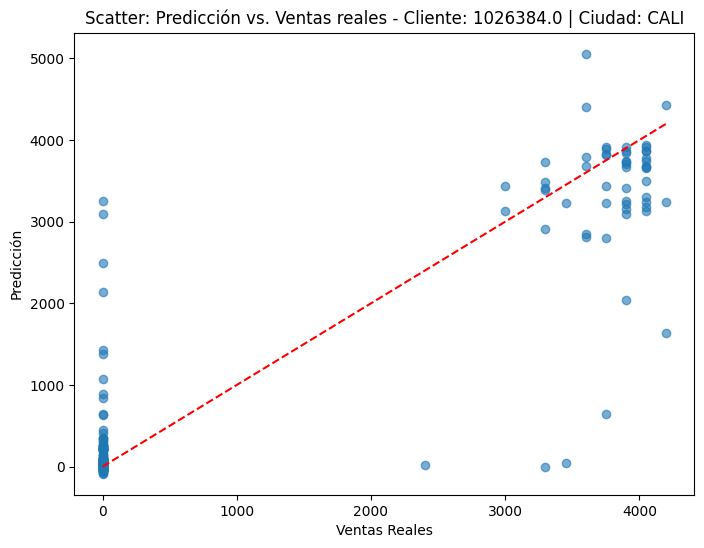 Scatter: Predicción vs. Ventas reales - Cliente: 1026384.0 | Ciudad: CALI
5000
4000
3000
2000
1000
0
Predicción
0 1000 2000 3000 4000
Ventas Reales